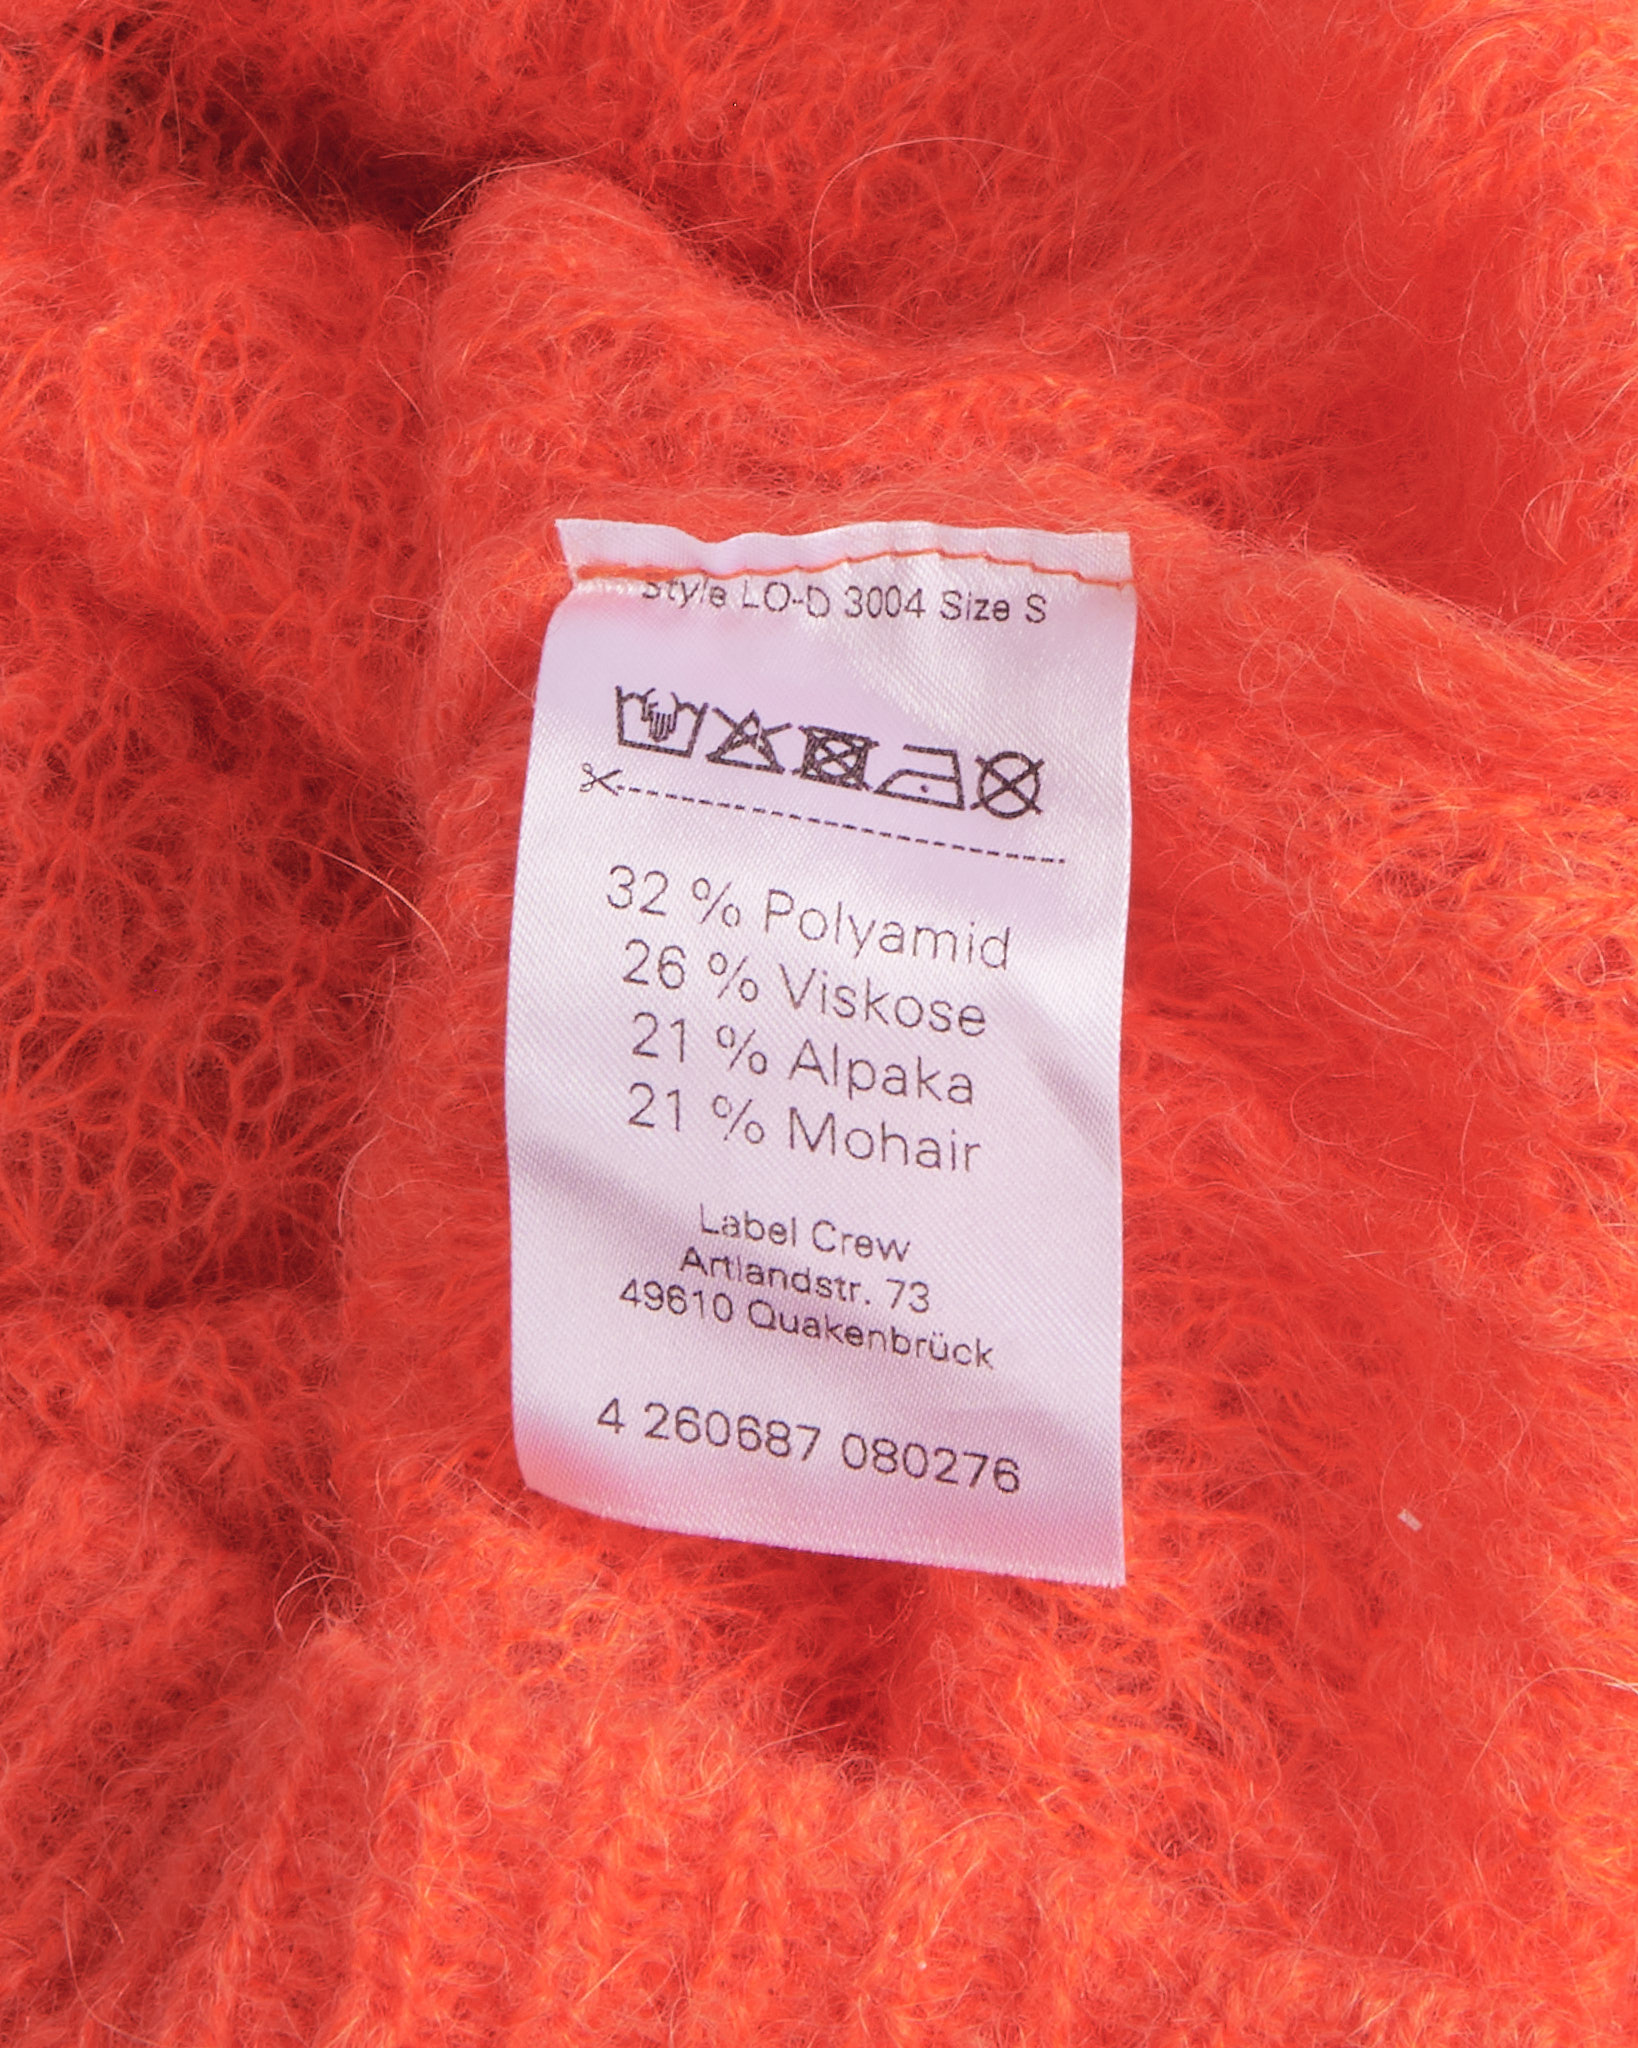 Style LO-D 3004 Size S
32 % Polyamid
26 % Viskose
21 % Alpaka
21 % Mohair
Label Crew
Artlandstr. 73
49610 Quakenbrück
4 260687 080276